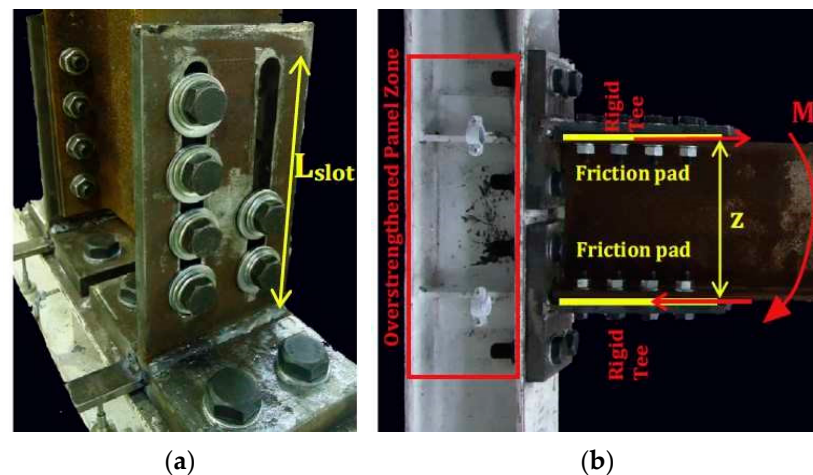 Lslot
Overstrengthened Panel Zone
Rigid
Tee
M
Friction pad
z
Friction pad
Rigid
Tee
(a)
(b)